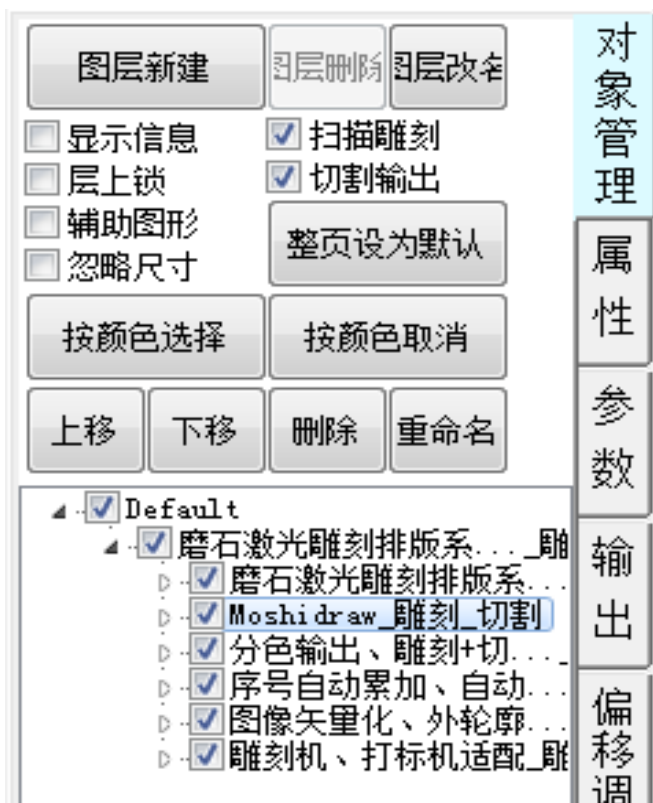 图层新建 图层删除 图层改名
显示信息 扫描雕刻
层上锁 切割输出
辅助图形
忽略尺寸
整页设为默认
按颜色选择 按颜色取消
上移 下移 删除 重命名
Default
磨石激光雕刻排版系..._雕
磨石激光雕刻排版系...
Moshidraw_雕刻_切割
分色输出、雕刻+切..._
序号自动累加、自动...
图像矢量化、外轮廓...
雕刻机、打标机适配_雕
对象管理
属性
参数
输出
偏移调